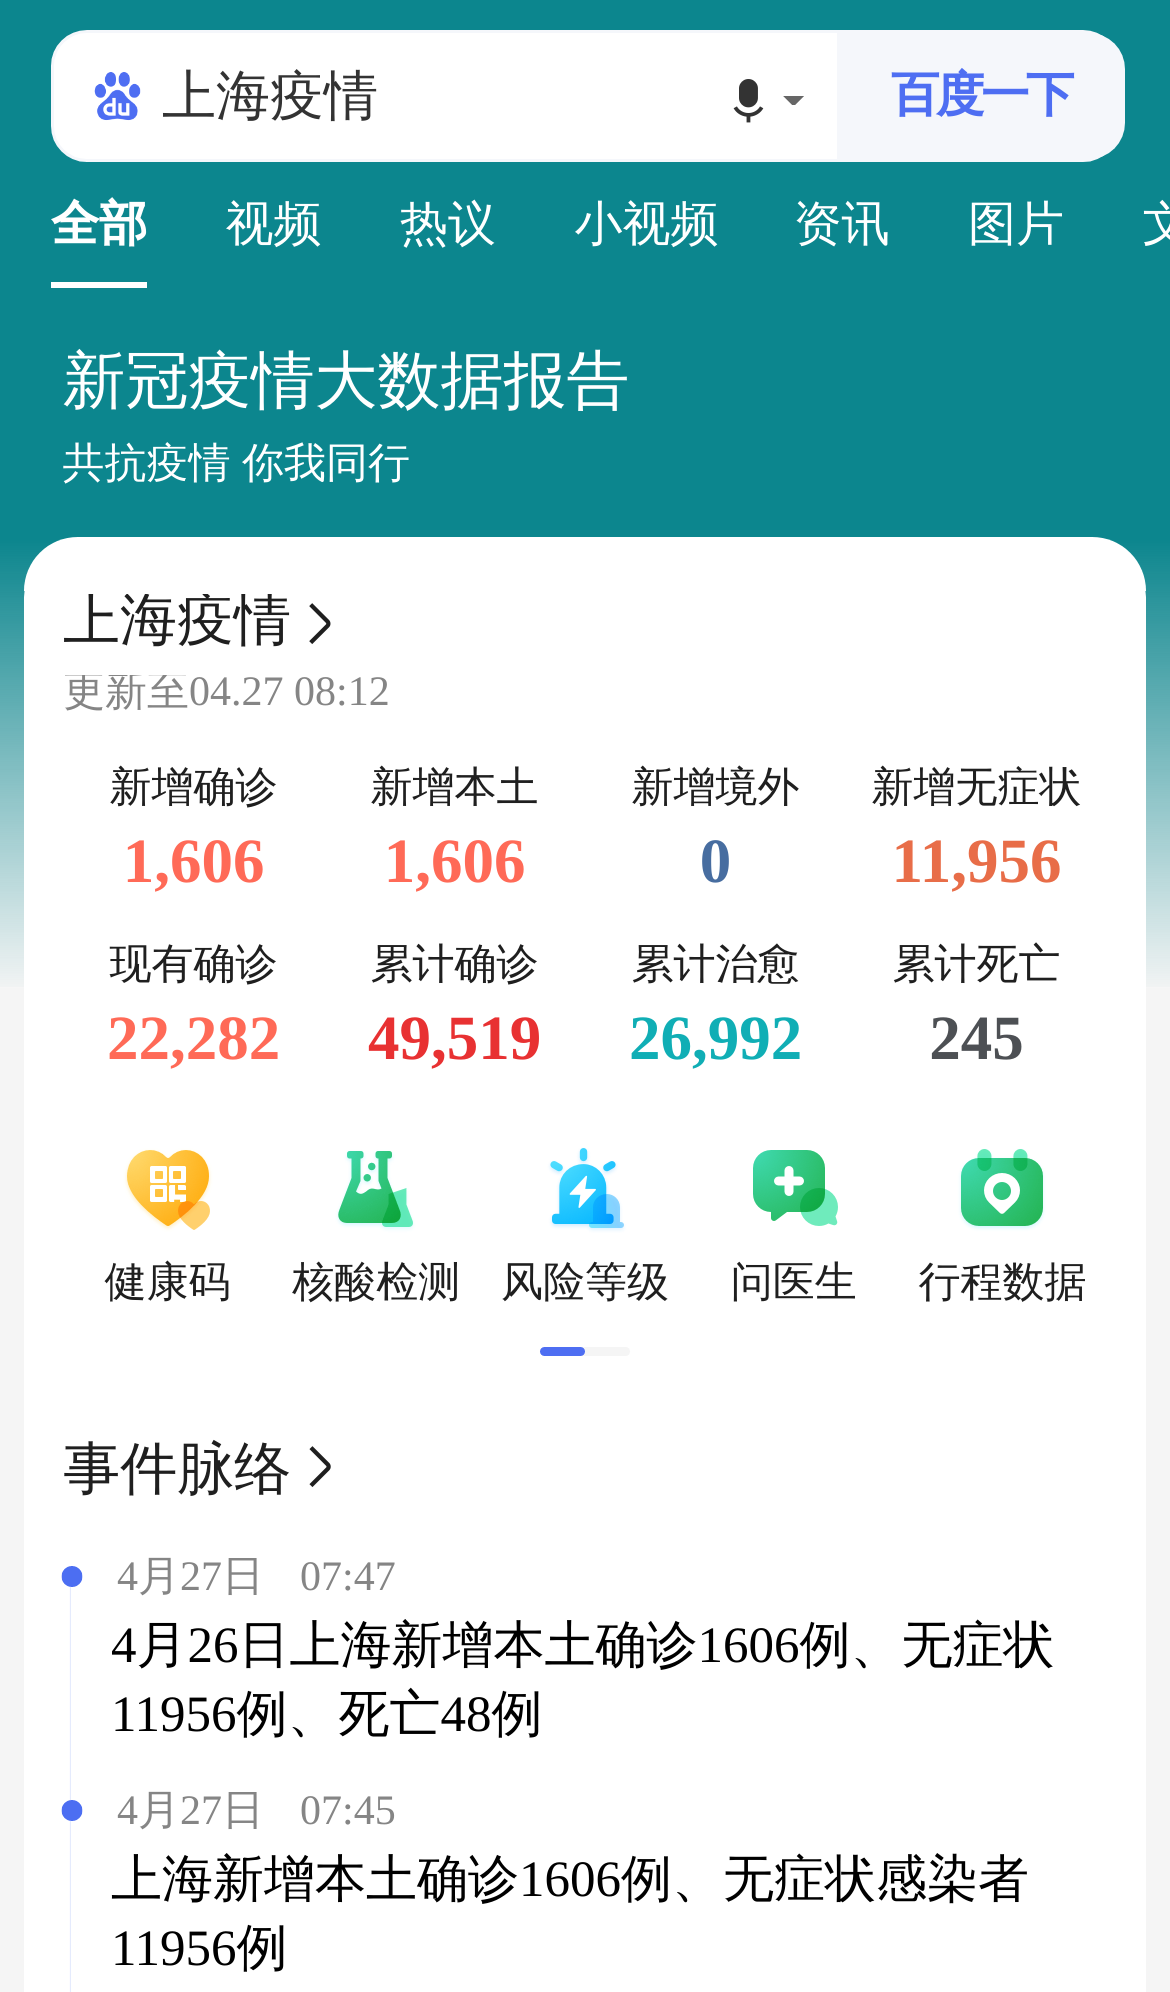 du 上海疫情 百度一下
全部 视频 热议 小视频 资讯 图片
新冠疫情大数据报告
共抗疫情 你我同行
上海疫情
更新至04.27 08:12
新增确诊 新增本土 新增境外 新增无症状
1,606 1,606 0 11,956
现有确诊 累计确诊 累计治愈 累计死亡
22,282 49,519 26,992 245
健康码 核酸检测 风险等级 问医生 行程数据
事件脉络
4月27日 07:47
4月26日上海新增本土确诊1606例、无症状
11956例、死亡48例
4月27日 07:45
上海新增本土确诊1606例、无症状感染者
11956例